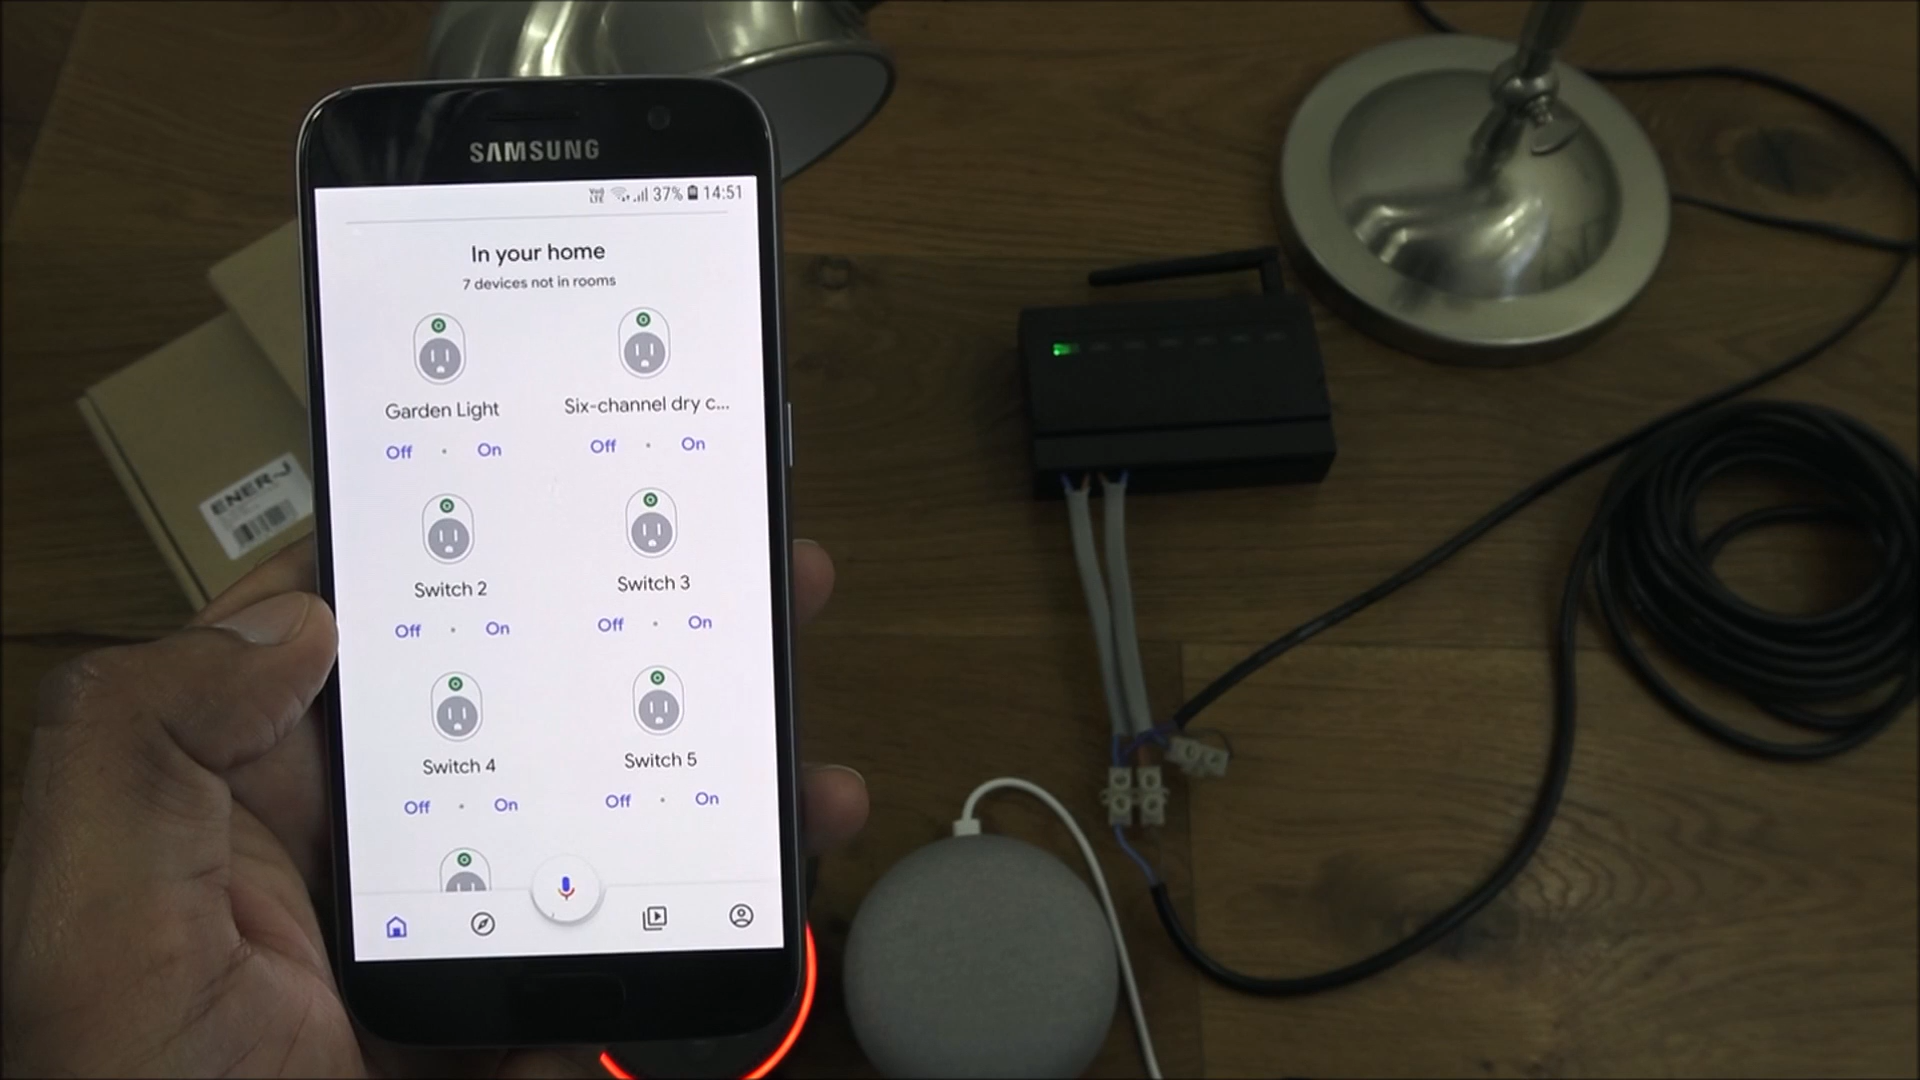 SAMSUNG
Vo)) LTE 37% 14:51
In your home
7 devices not in rooms
Garden Light
Six-channel dry c...
Off • On
Off • On
Switch 2
Switch 3
Off • On
Off • On
Switch 4
Switch 5
Off • On
Off • On
ENER-J